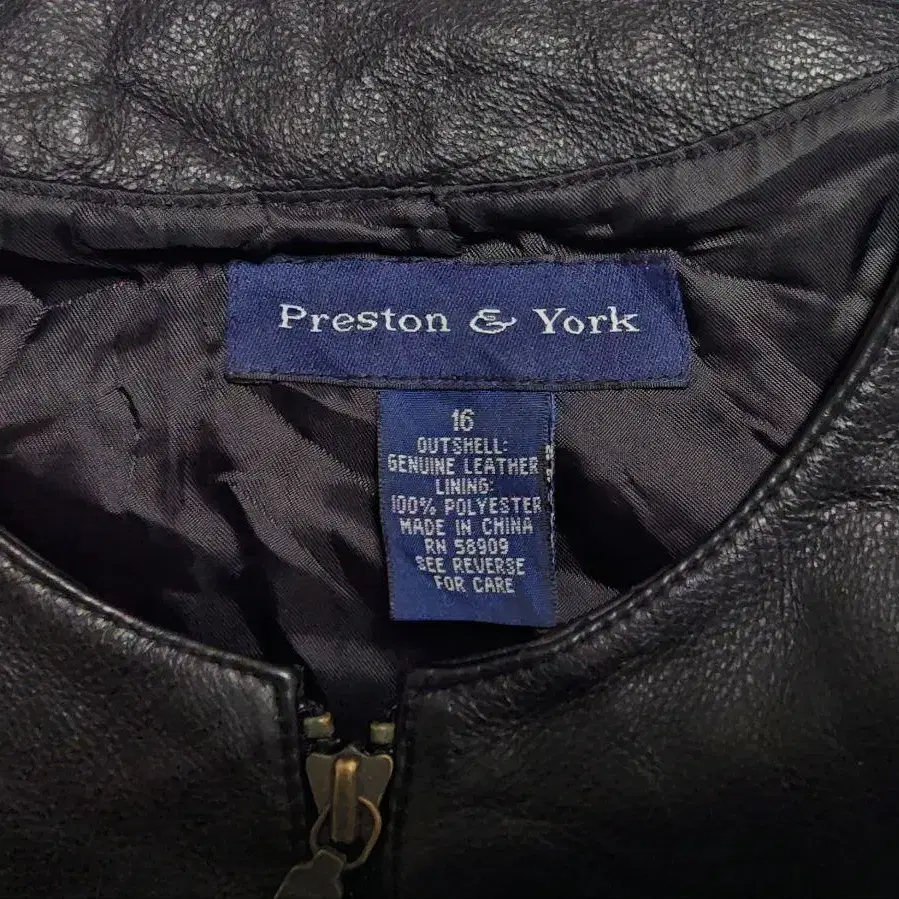 Preston & York
16
OUTSHELL:
GENUINE LEATHER
LINING:
100% POLYESTER
MADE IN CHINA
RN 58909
SEE REVERSE
FOR CARE